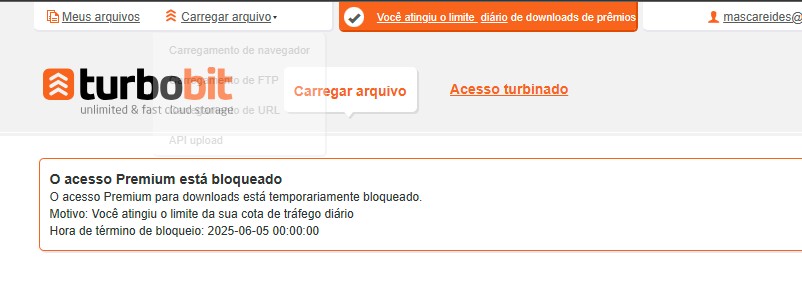 Meus arquivos
Carregar arquivo
Você atingiu o limite diário de downloads de prêmios
mascareides@
Carregamento de navegador
Carregamento de FTP
Carregamento de URL
API upload
turbobit
unlimited & fast cloud storage
Carregar arquivo
Acesso turbinado
O acesso Premium está bloqueado
O acesso Premium para downloads está temporariamente bloqueado.
Motivo: Você atingiu o limite da sua cota de tráfego diário
Hora de término de bloqueio: 2025-06-05 00:00:00